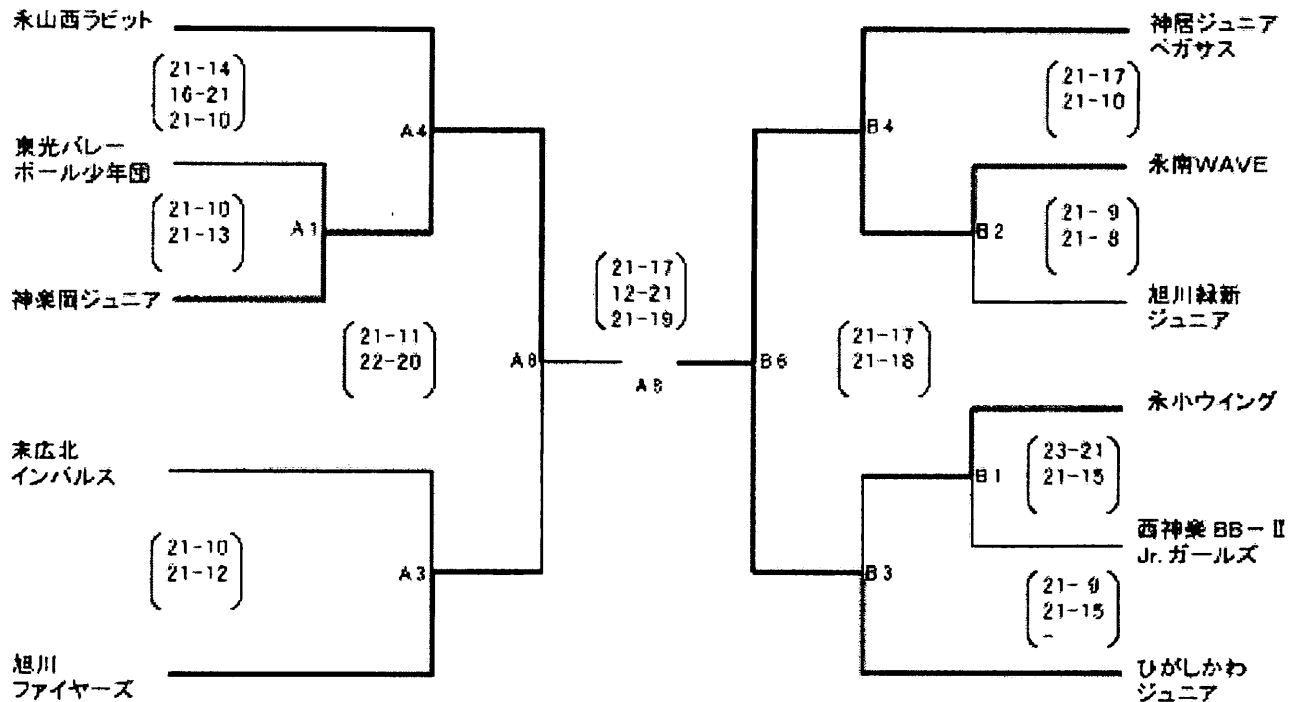 永山西ラビット
21-14
16-21
21-10
A4
東光バレー
ボール少年団
21-10
21-13
A1
神楽岡ジュニア
21-11
22-20
A6
末広北
インパルス
21-10
21-12
A3
旭川
ファイヤーズ
21-17
12-21
21-19
神居ジュニア
ペガサス
21-17
21-10
B4
永南WAVE
21- 9
21- 8
B2
旭川緑新
ジュニア
21-17
21-18
B6
永小ウイング
23-21
21-15
B1
西神楽 BB-Ⅱ
Jr.ガールズ
21- 9
21-15
-
B3
ひがしかわ
ジュニア